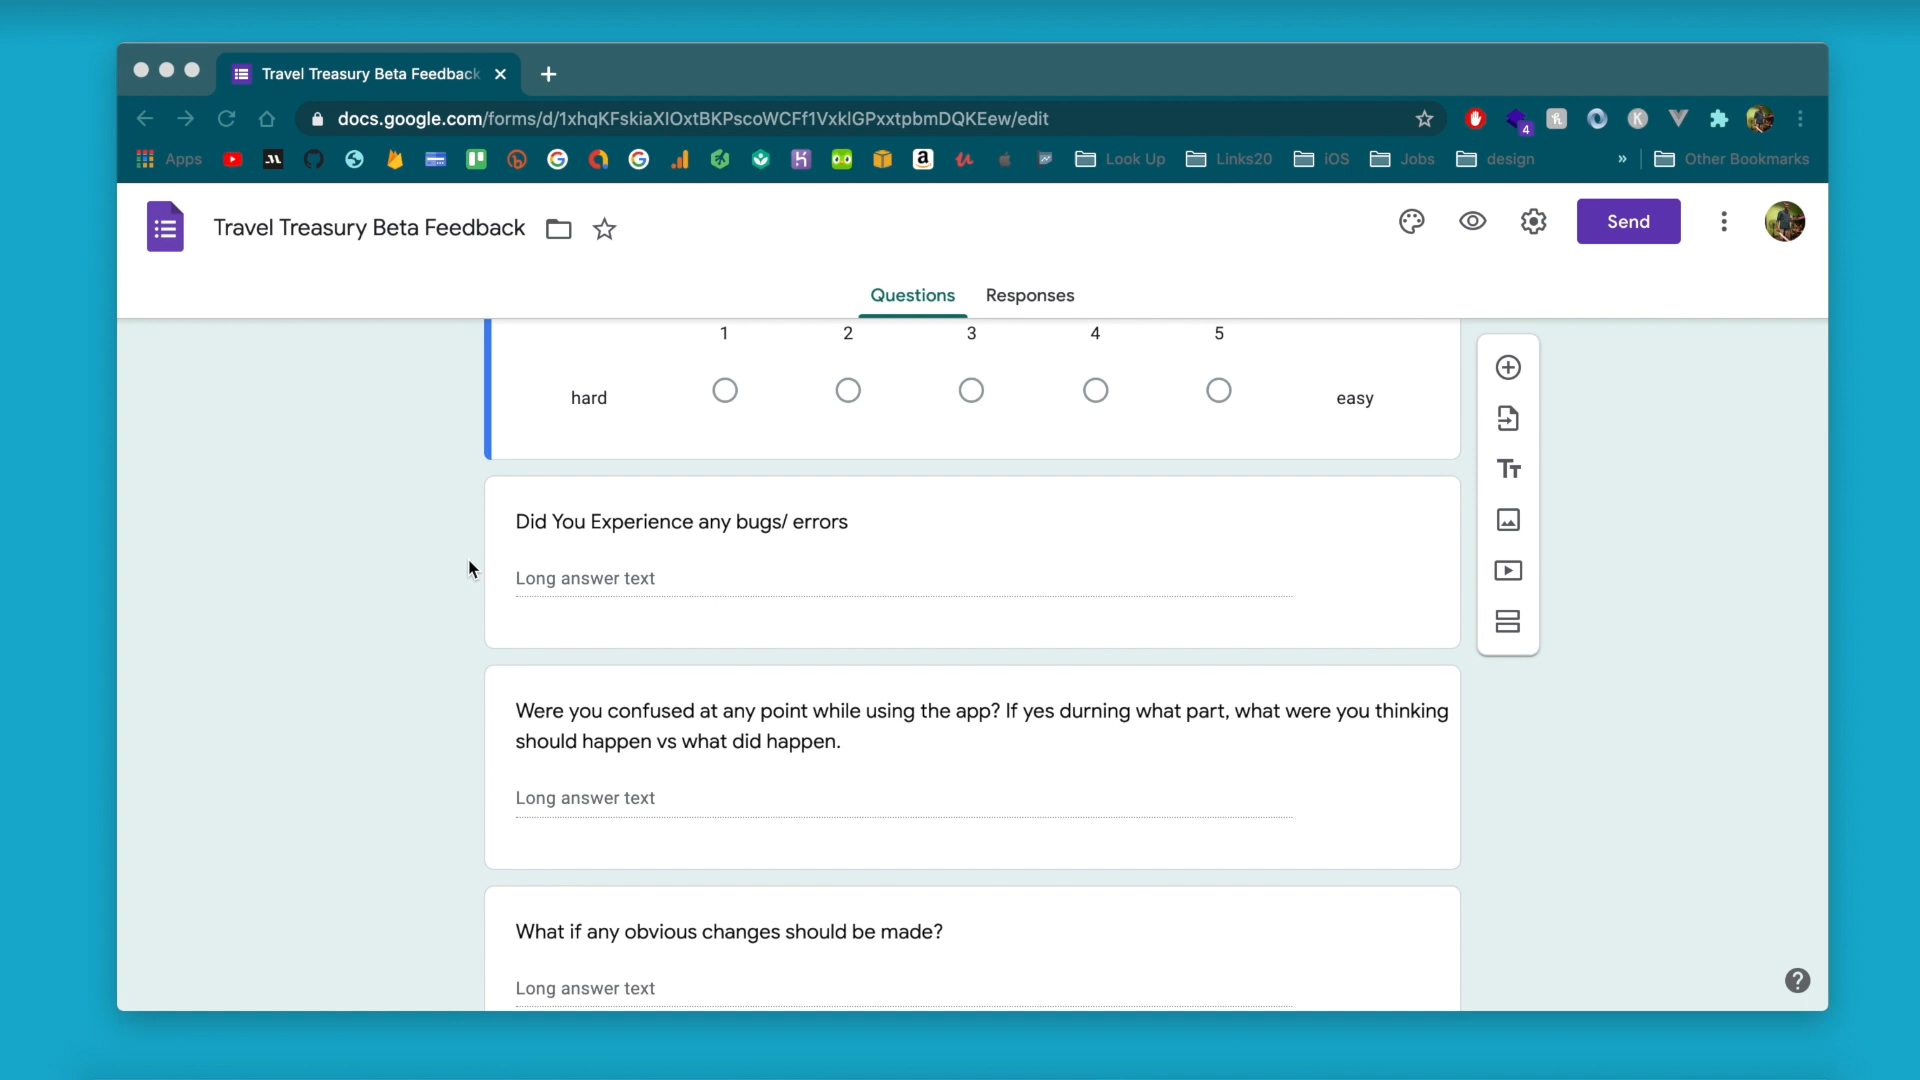 Travel Treasury Beta Feedback
docs.google.com/forms/d/1xhqKFskiaXIOxtBKPscoWCFf1VxklGPxxtpbmDQKEew/edit
4
Apps
Look Up
Links20
iOS
Jobs
design
»
Other Bookmarks
Travel Treasury Beta Feedback
Send
Questions
Responses
1 2 3 4 5
hard
easy
Did You Experience any bugs/ errors
Long answer text
Were you confused at any point while using the app? If yes durning what part, what were you thinking
should happen vs what did happen.
Long answer text
What if any obvious changes should be made?
Long answer text